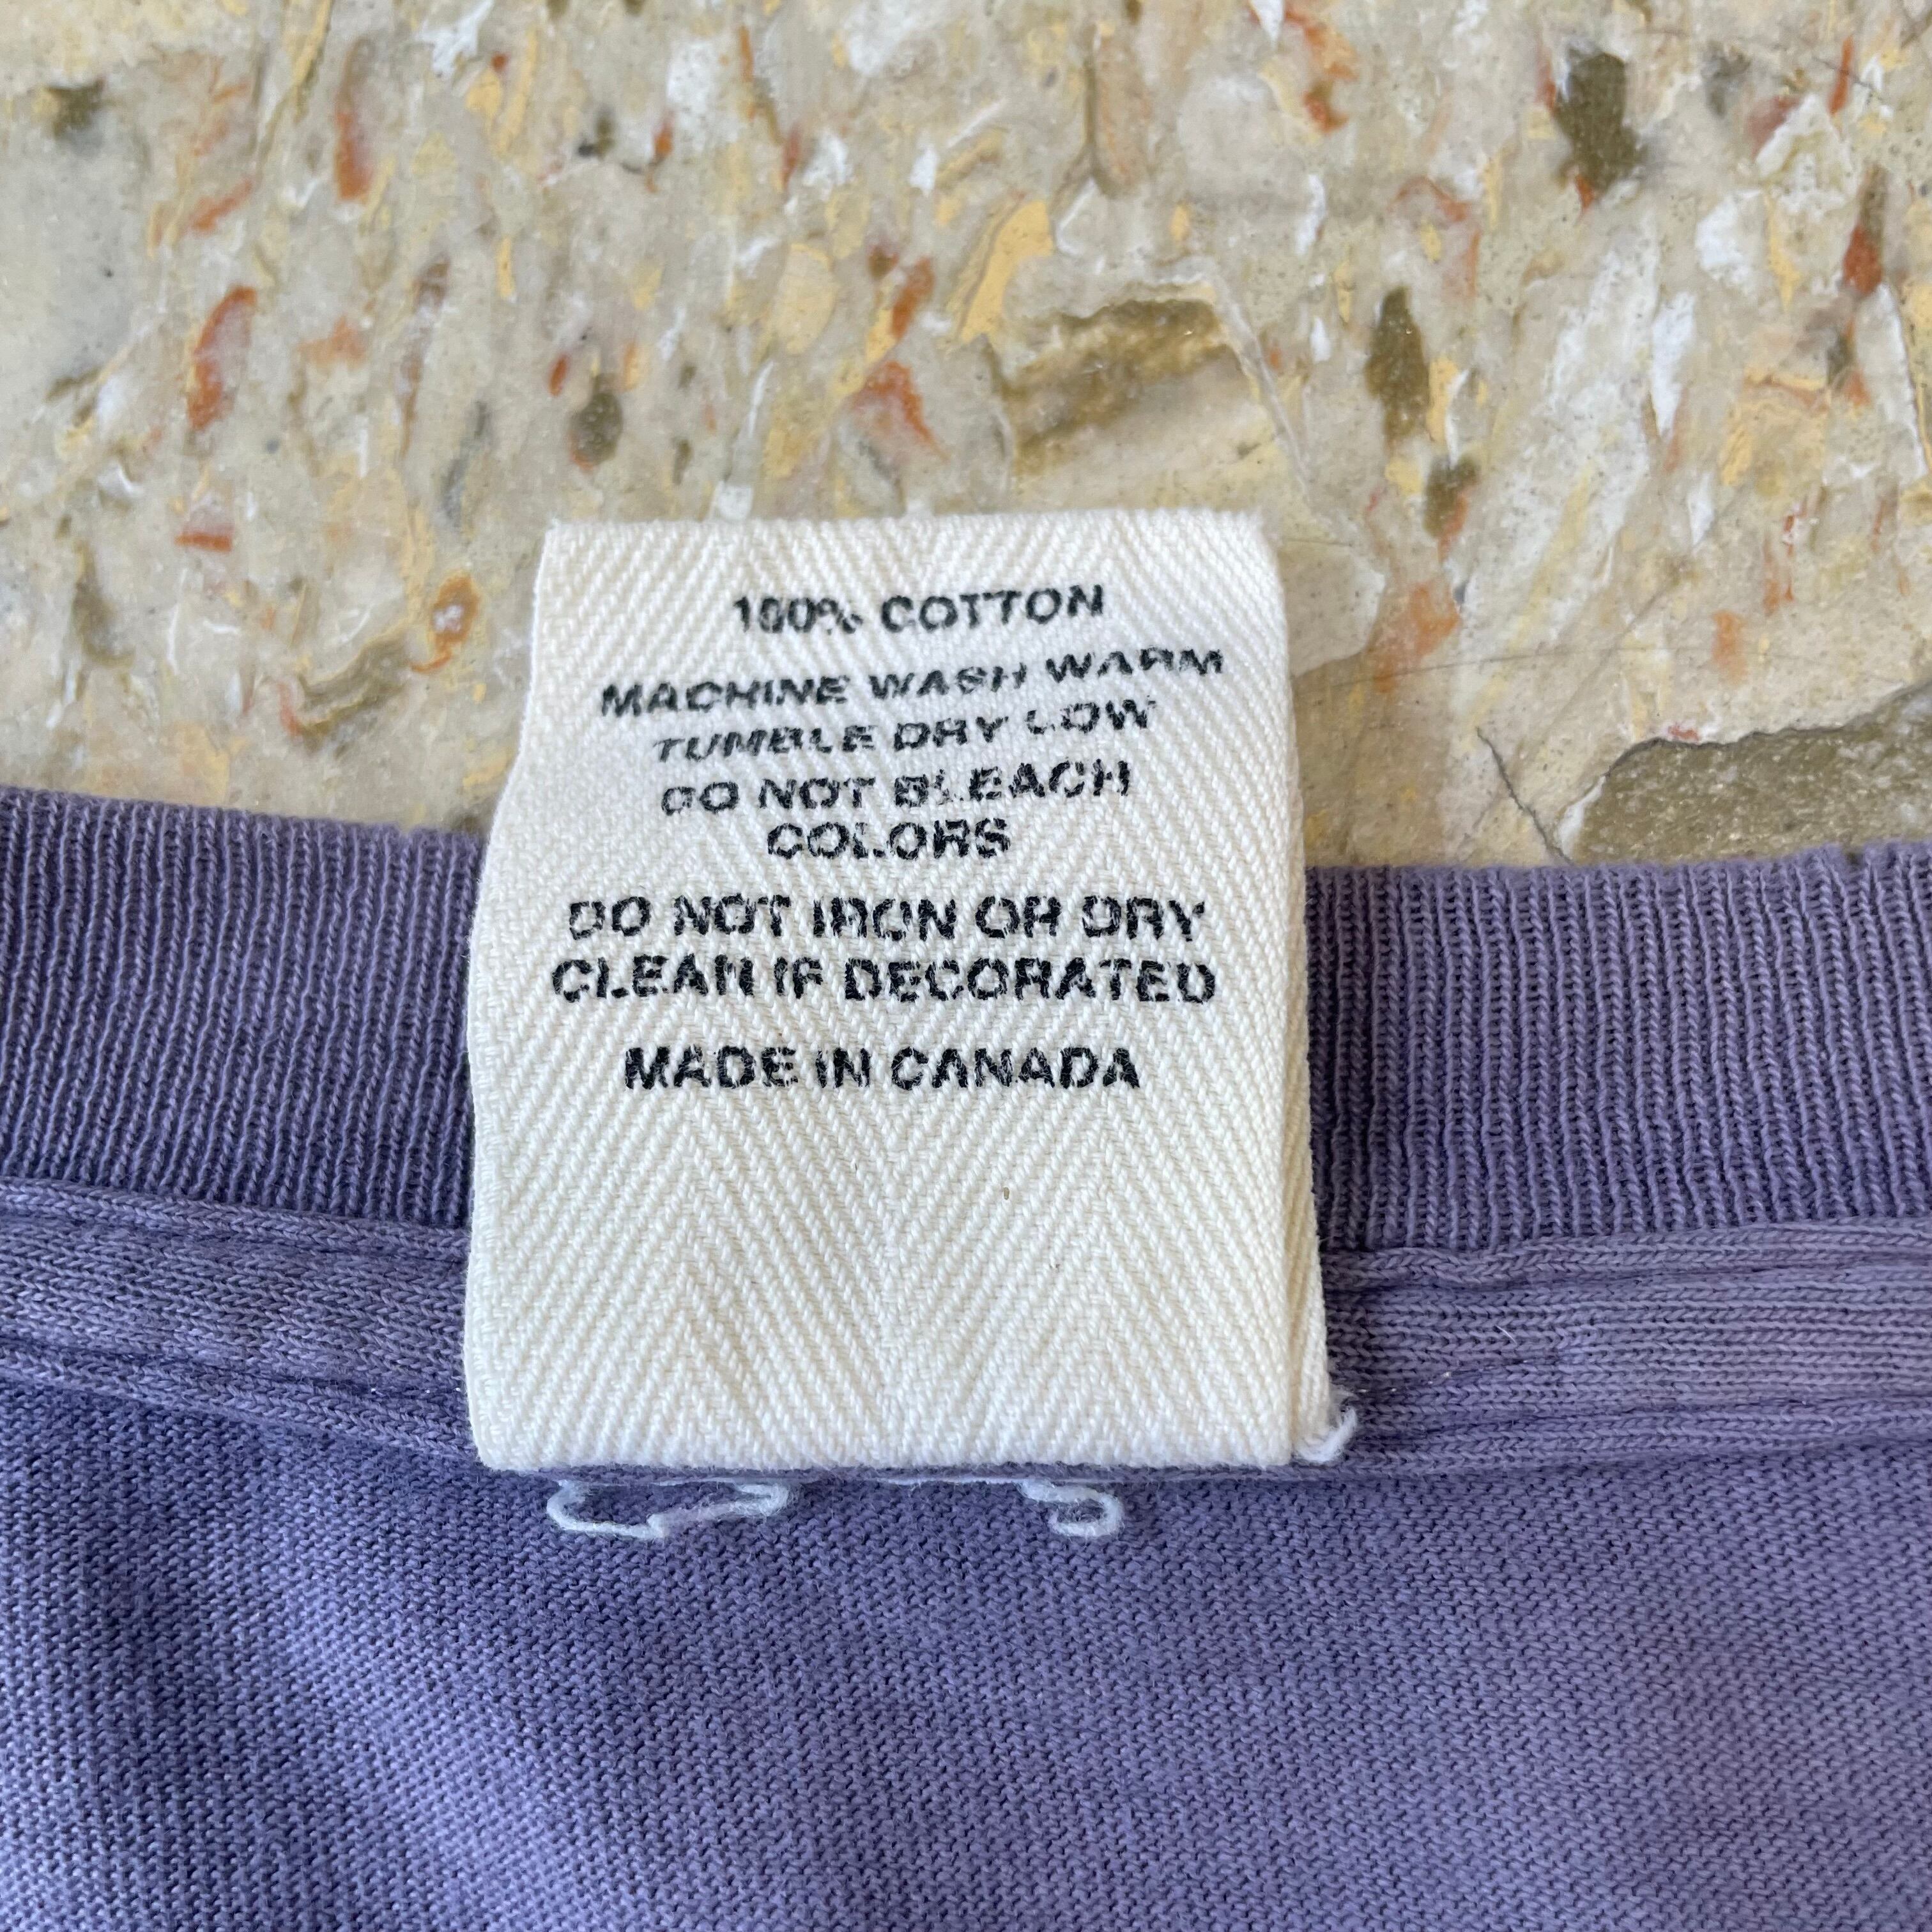 100% COTTON
MACHINE WASH WARM
TUMBLE DRY LOW
DO NOT BLEACH
COLORS
DO NOT IRON OR DRY
CLEAN IF DECORATED
MADE IN CANADA